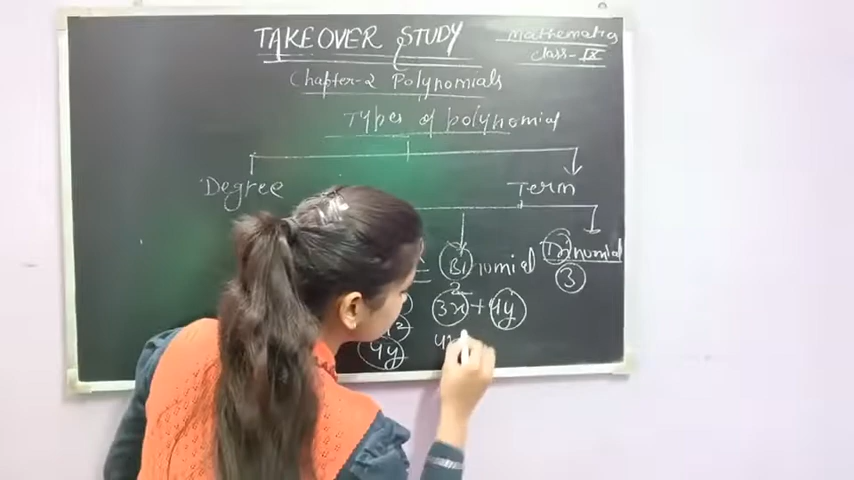 TAKEOVER STUDY
Mathematics
class-IX
Chapter-2 Polynomials
Types of polynomial
Degree
Term
Binomial
Trinomial
2
3
3x+4y
4y